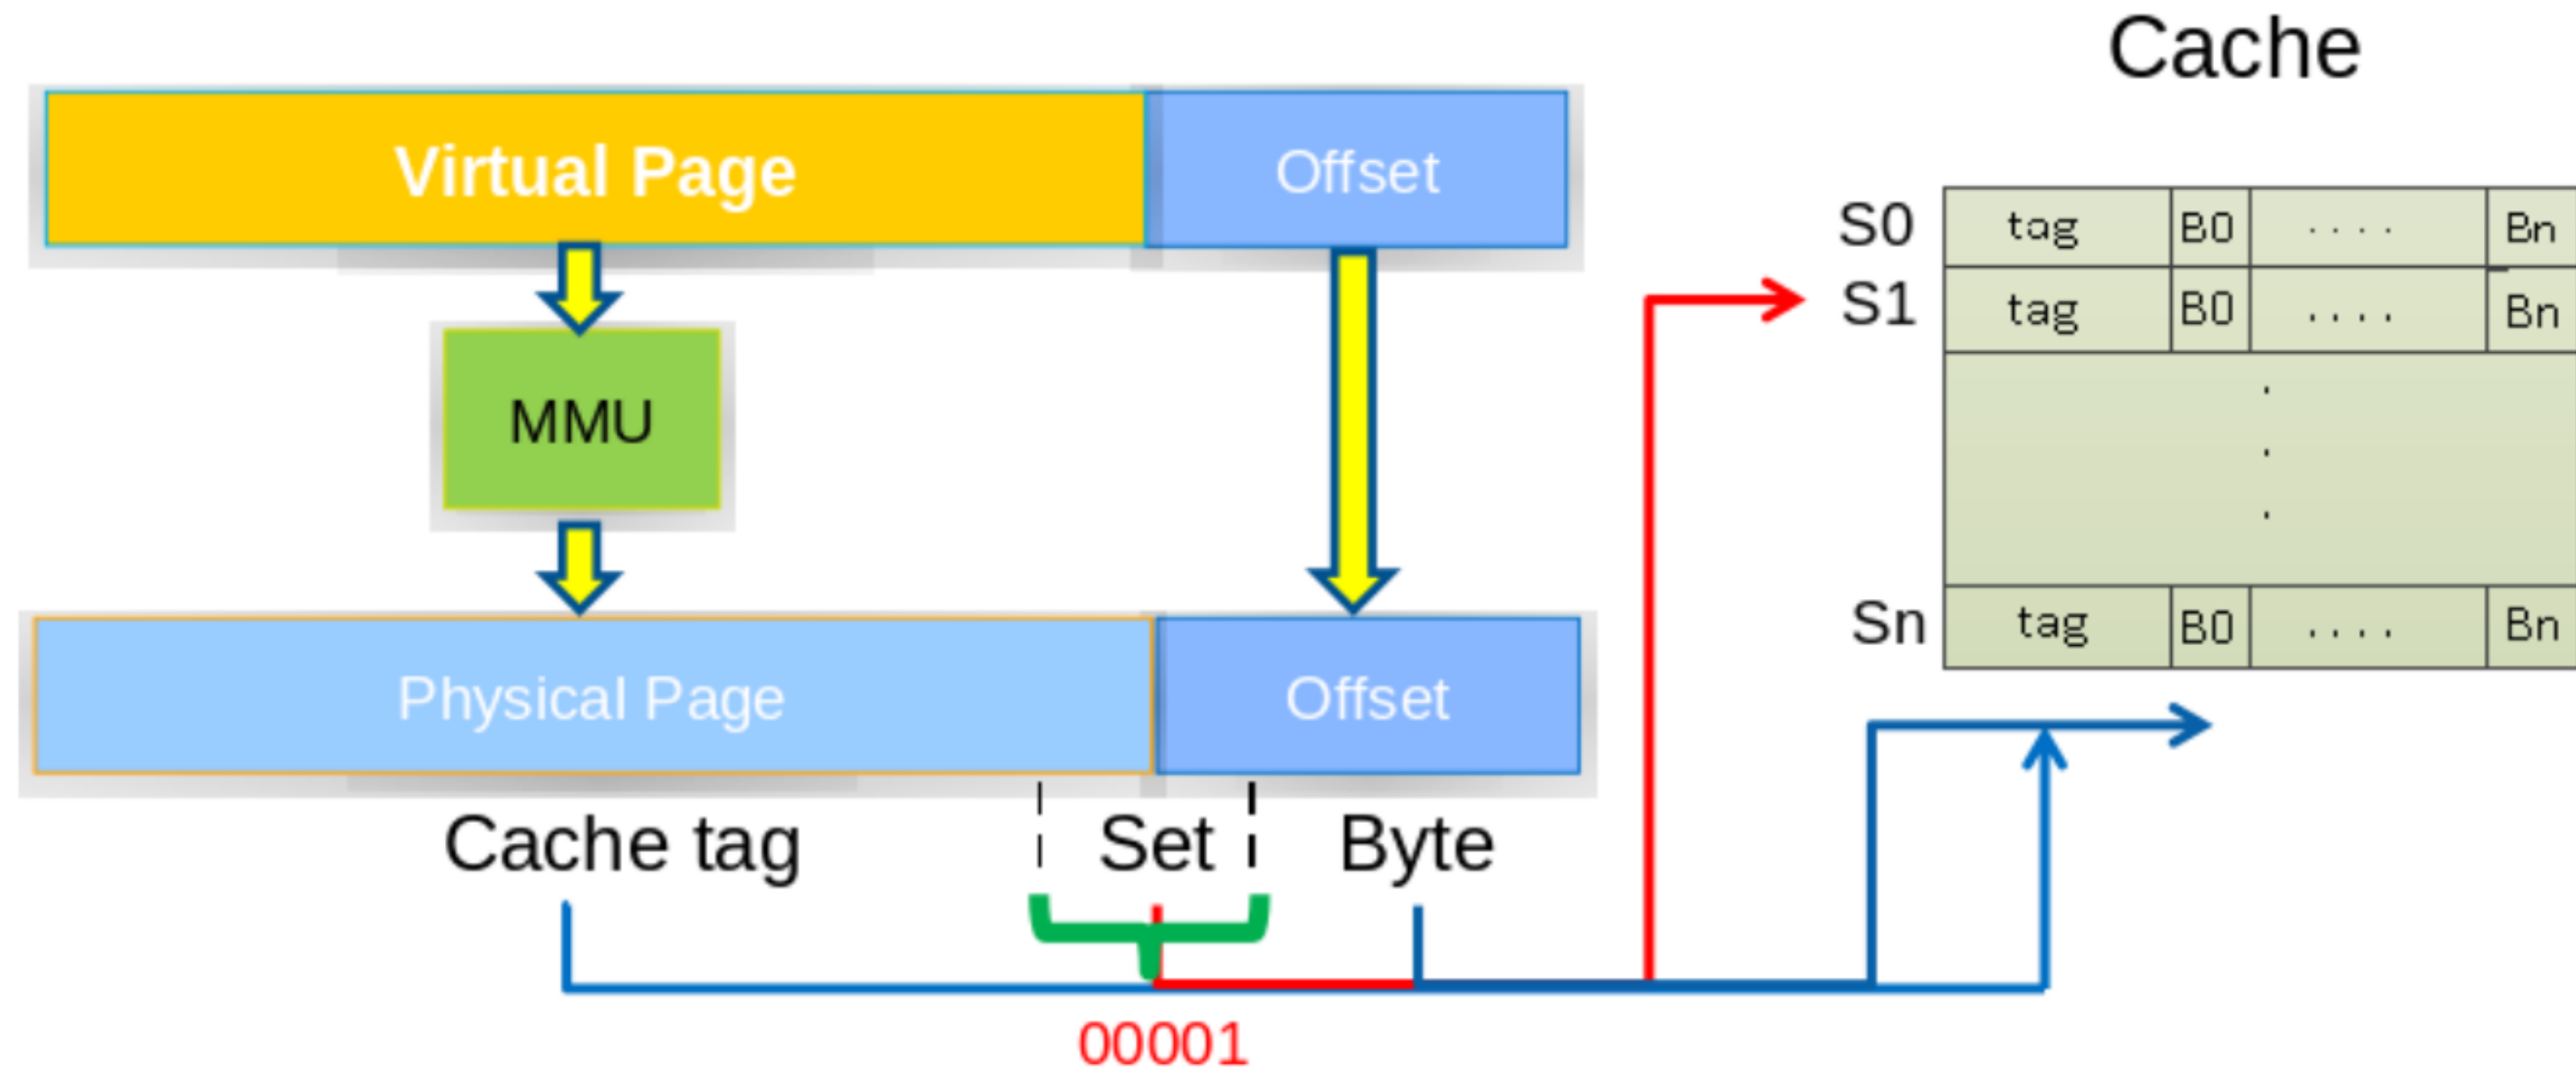 Cache
Virtual Page Offset
S0 tag B0 .... Bn
S1 tag B0 .... Bn
MMU
.
.
.
Sn tag B0 .... Bn
Physical Page Offset
Cache tag Set Byte
00001